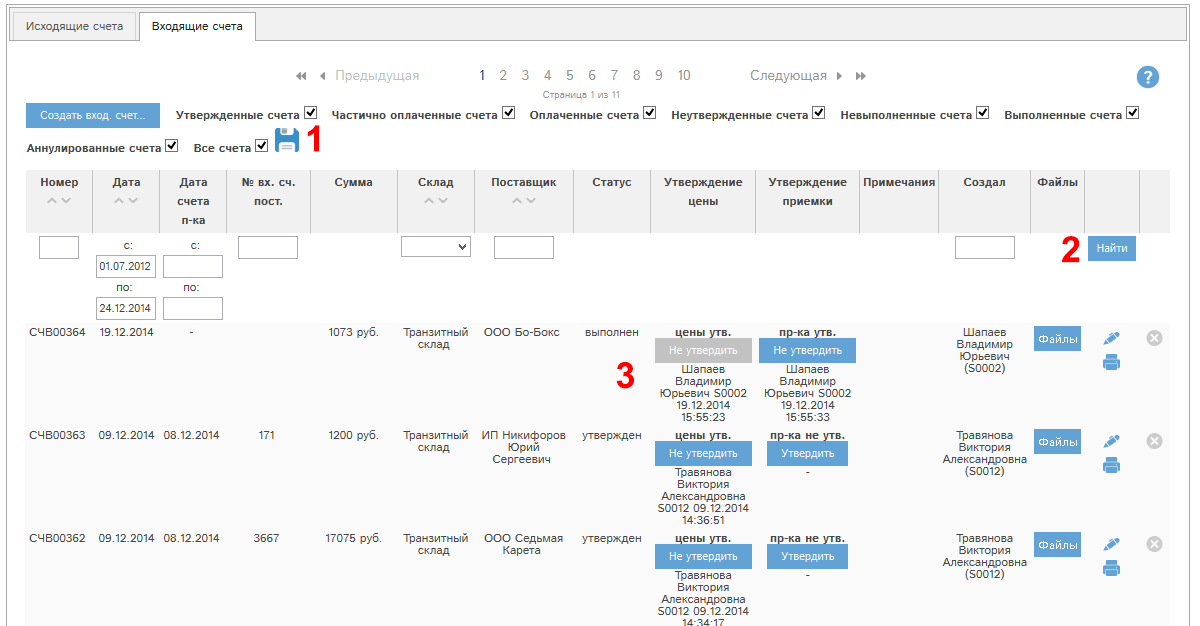 Исходящие счета Входящие счета
Предыдущая 1 2 3 4 5 6 7 8 9 10 Следующая
?
Страница 1 из 11
Создать вход. счет... Утвержденные счета Частично оплаченные счета Оплаченные счета Неутвержденные счета Невыполненные счета Выполненные счета
Аннулированные счета Все счета 1
Номер Дата Дата счета п-ка № вх. сч. пост. Сумма Склад Поставщик Статус Утверждение цены Утверждение приемки Примечания Создал Файлы
с: с:
01.07.2012
2 Найти
по: по:
24.12.2014
СЧВ00364 19.12.2014 - 1073 руб. Транзитный склад ООО Бо-Бокс выполнен цены утв. пр-ка утв. Шапаев Владимир Юрьевич (S0002) Файлы
Не утвердить Не утвердить
3
Шапаев Шапаев
Владимир Владимир
Юрьевич S0002 Юрьевич S0002
19.12.2014 19.12.2014
15:55:23 15:55:33
СЧВ00363 09.12.2014 08.12.2014 171 1200 руб. Транзитный склад ИП Никифоров Юрий Сергеевич утвержден цены утв. пр-ка не утв. Травянова Виктория Александровна (S0012) Файлы
Не утвердить Утвердить
Травянова -
Виктория
Александровна
S0012 09.12.2014
14:36:51
СЧВ00362 09.12.2014 08.12.2014 3667 17075 руб. Транзитный склад ООО Седьмая Карета утвержден цены утв. пр-ка не утв. Травянова Виктория Александровна (S0012) Файлы
Не утвердить Утвердить
Травянова -
Виктория
Александровна
S0012 09.12.2014
14:34:17